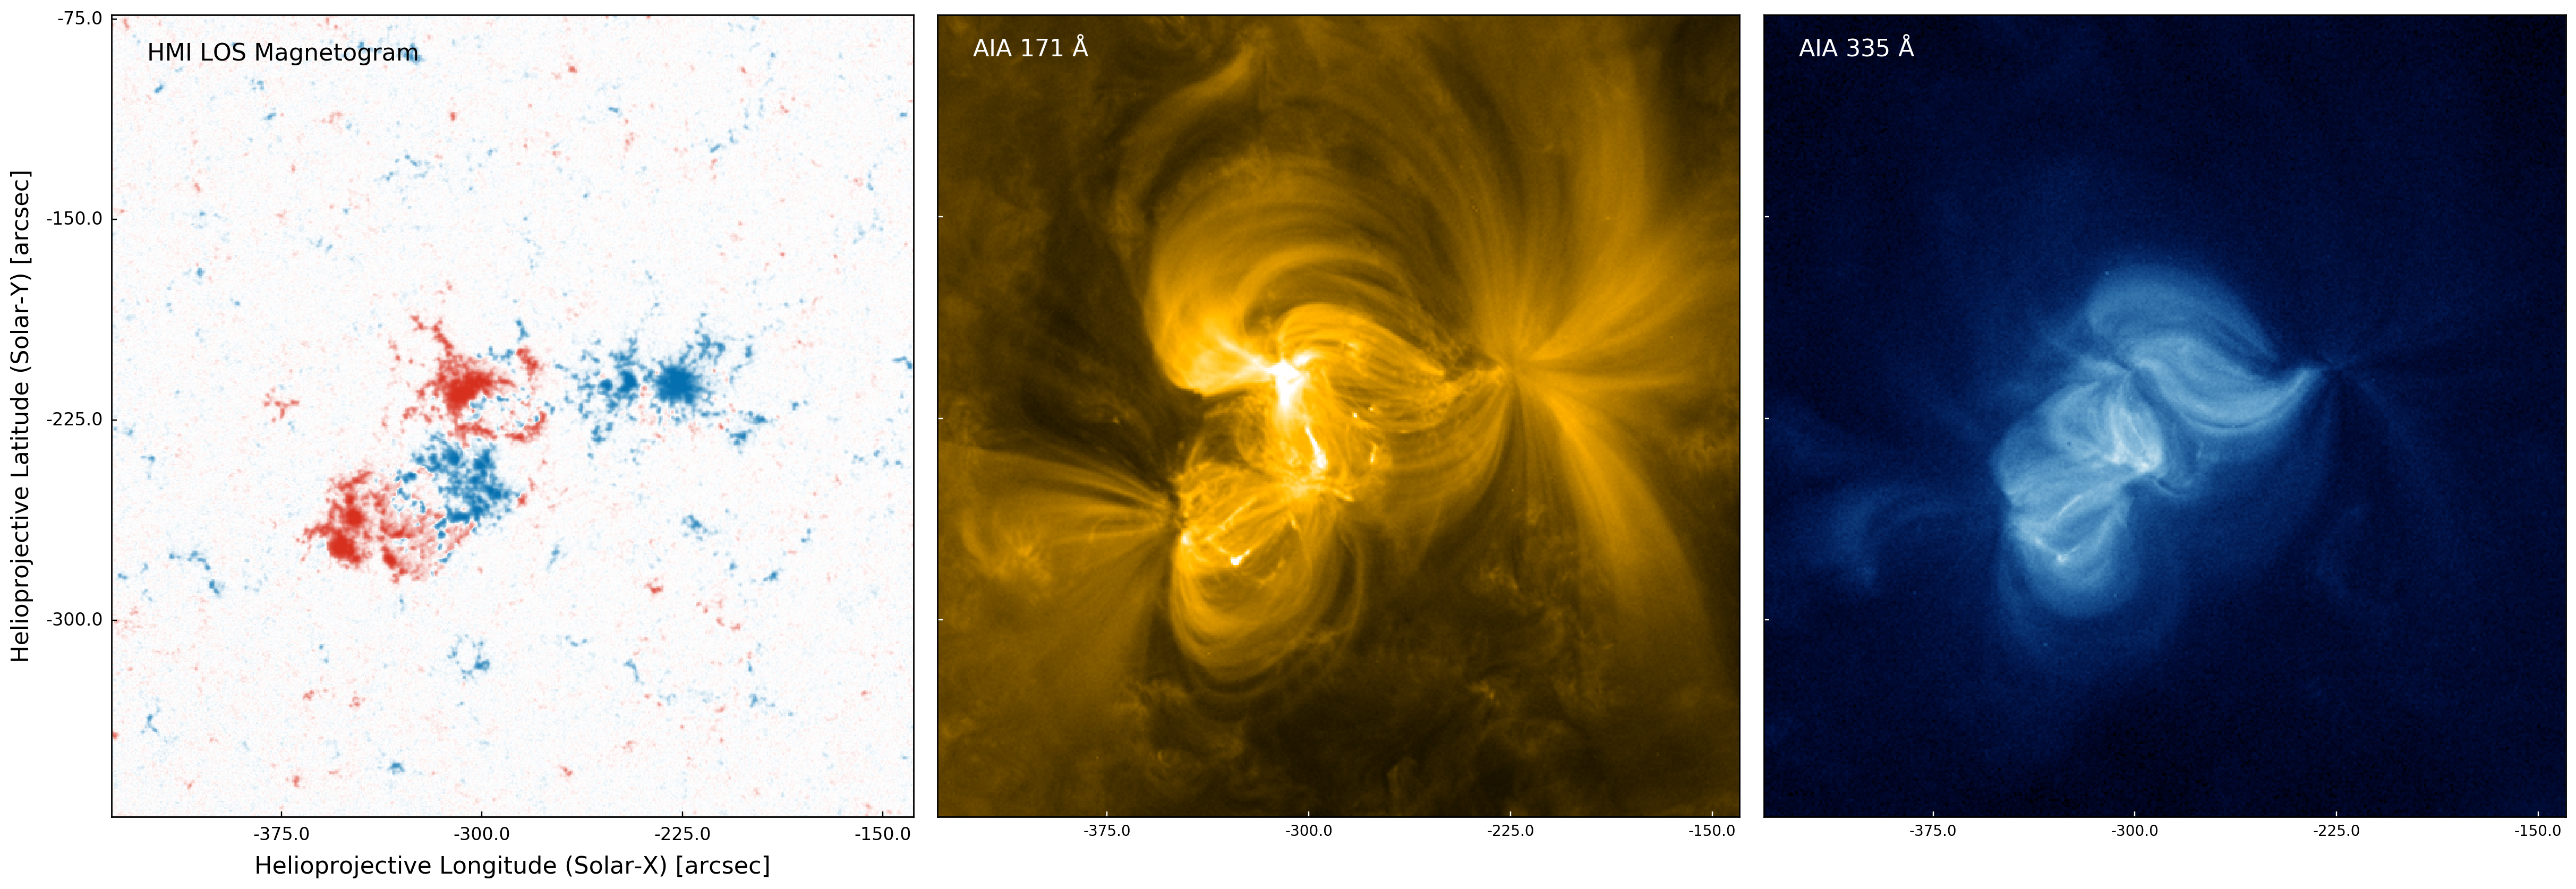 HMI LOS Magnetogram
AIA 171 Å
AIA 335 Å
Helioprojective Latitude (Solar-Y) [arcsec]
-75.0
-150.0
-225.0
-300.0
-375.0 -300.0 -225.0 -150.0
-375.0 -300.0 -225.0 -150.0
-375.0 -300.0 -225.0 -150.0
Helioprojective Longitude (Solar-X) [arcsec]